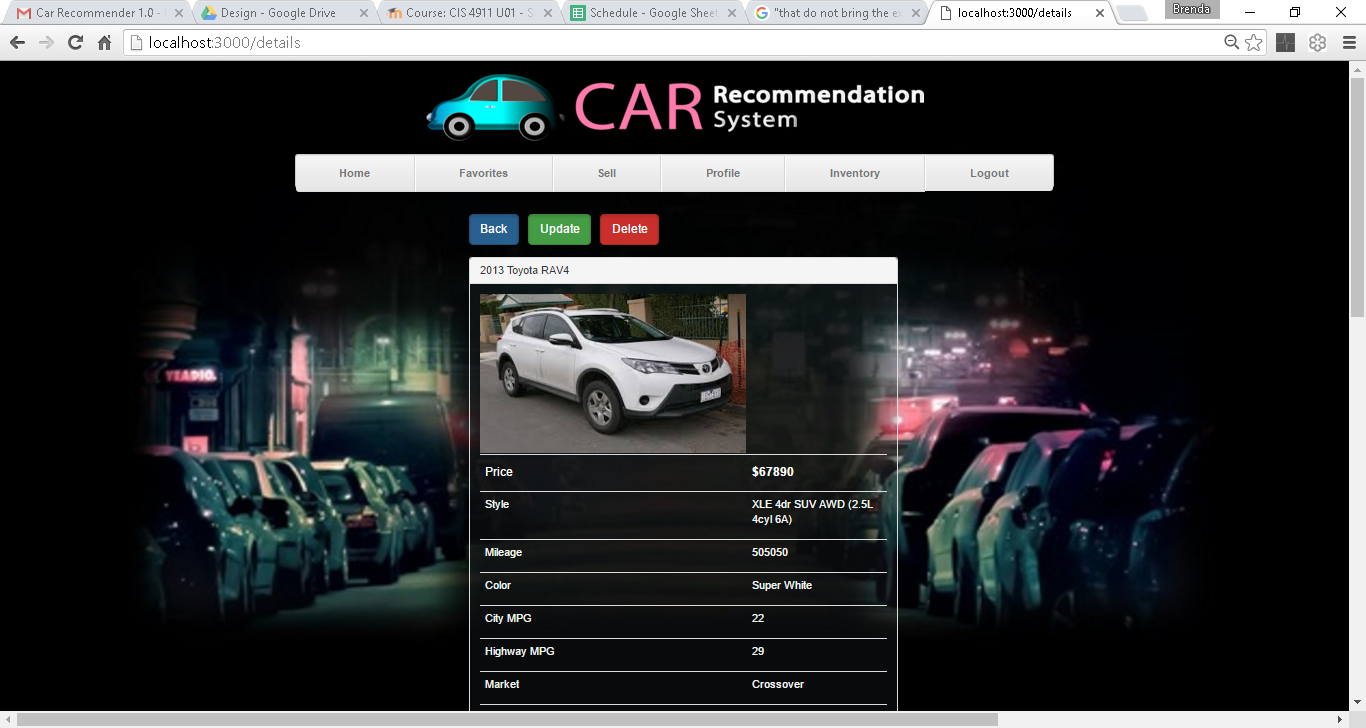 Car Recommender 1.0 -
Design - Google Drive
Course: CIS 4911 U01 - S
Schedule - Google Sheet
"that do not bring the ex
localhost:3000/details
Brenda
localhost:3000/details
CAR Recommendation
System
Home Favorites Sell Profile Inventory Logout
Back Update Delete
2013 Toyota RAV4
YEADIO.
Price $67890
Style XLE 4dr SUV AWD (2.5L
4cyl 6A)
Mileage 505050
Color Super White
City MPG 22
Highway MPG 29
Market Crossover